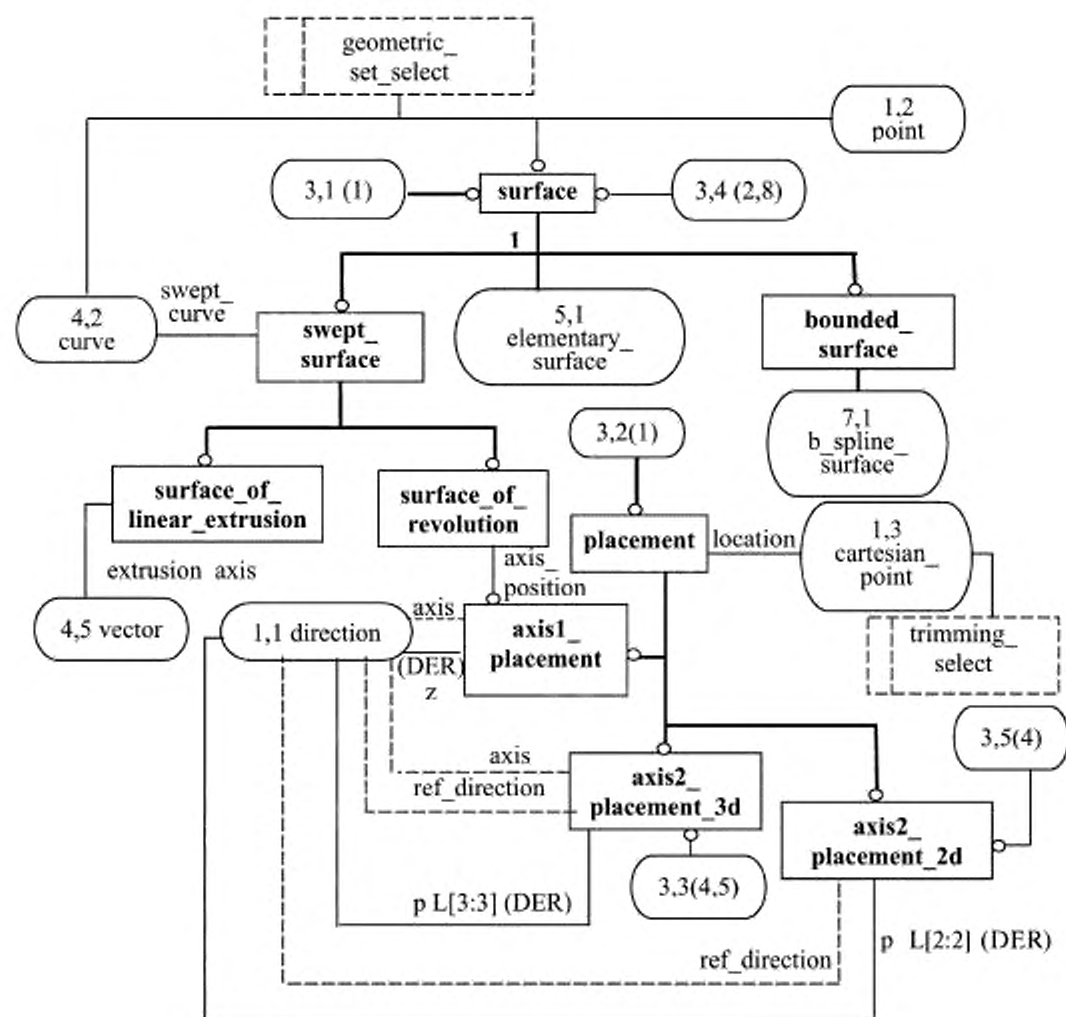 geometric_
set_select
1,2
point
3,1 (1)
surface
3,4 (2,8)
1
swept_
curve
4,2
curve
swept_
surface
5,1
elementary_
surface
bounded_
surface
7,1
b_spline_
surface
3,2(1)
surface_of_
linear_extrusion
surface_of_
revolution
placement
location
1,3
cartesian_
point
extrusion axis
axis_
position
4,5 vector
1,1 direction
axis
axis1_
placement
(DER)
z
trimming_
select
3,5(4)
axis
ref_direction
axis2_
placement_3d
axis2_
placement_2d
3,3(4,5)
p L[3:3] (DER)
ref_direction
p L[2:2] (DER)